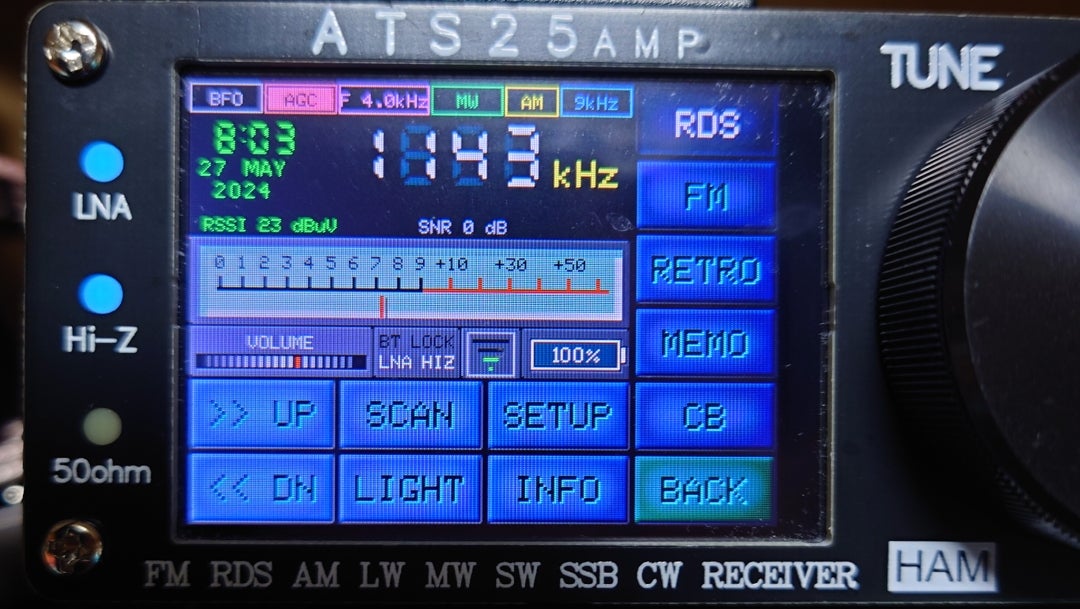 ATS25AMP
TUNE
BFO AGC F 4.0kHz MW AM 9kHz
RDS
8:03
27 MAY
2024
1143 kHz
FM
RSSI 23 dBuV SNR 0 dB
LNA
0 1 2 3 4 5 6 7 8 9 +10 +30 +50
RETRO
Hi-Z
VOLUME
BT LOCK
LNA HIZ
100%
MEMO
>> UP SCAN SETUP CB
50ohm
<< DN LIGHT INFO BACK
FM RDS AM LW MW SW SSB CW RECEIVER
HAM